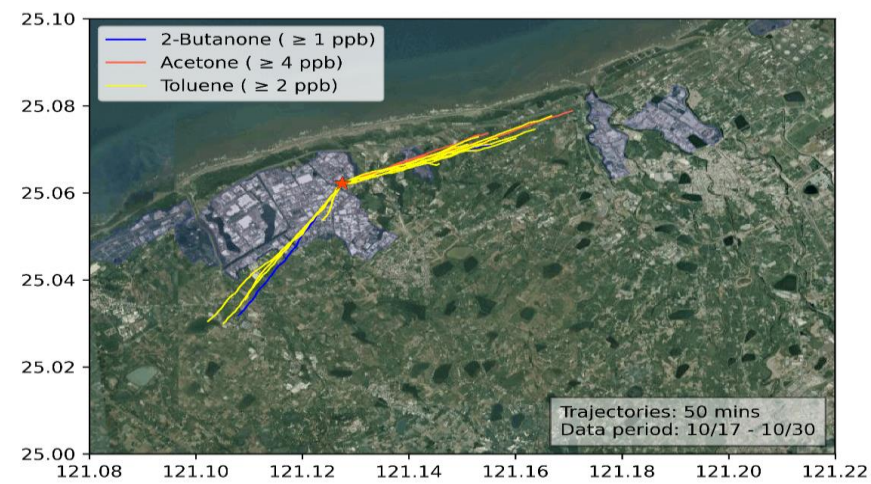 25.10
25.08
25.06
25.04
25.02
25.00
2-Butanone ( ≥ 1 ppb)
Acetone ( ≥ 4 ppb)
Toluene ( ≥ 2 ppb)
Trajectories: 50 mins
Data period: 10/17 - 10/30
121.08 121.10 121.12 121.14 121.16 121.18 121.20 121.22